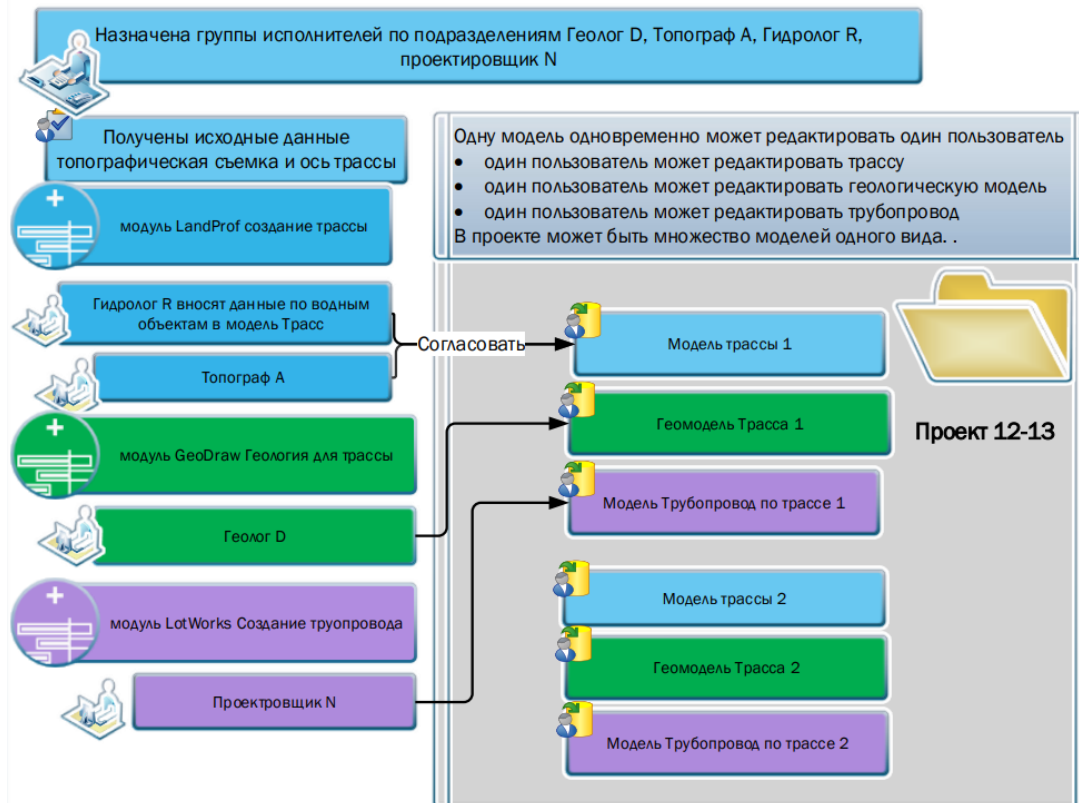 Назначена группы исполнителей по подразделениям Геолог D, Топограф А, Гидролог R,
проектировщик N
Получены исходные данные
топографическая съемка и ось трассы
Одну модель одновременно может редактировать один пользователь
• один пользователь может редактировать трассу
• один пользователь может редактировать геологическую модель
• один пользователь может редактировать трубопровод
В проекте может быть множество моделей одного вида. .
модуль LandProf создание трассы
Гидролог R вносят данные по водным
объектам в модель Трасс
Согласовать
Топограф А
модуль GeoDraw Геология для трассы
Геолог D
модуль LotWorks Создание труопровода
Проектровщик N
Модель трассы 1
Геомодель Трасса 1
Проект 12-13
Модель Трубопровод по трассе 1
Модель трассы 2
Геомодель Трасса 2
Модель Трубопровод по трассе 2